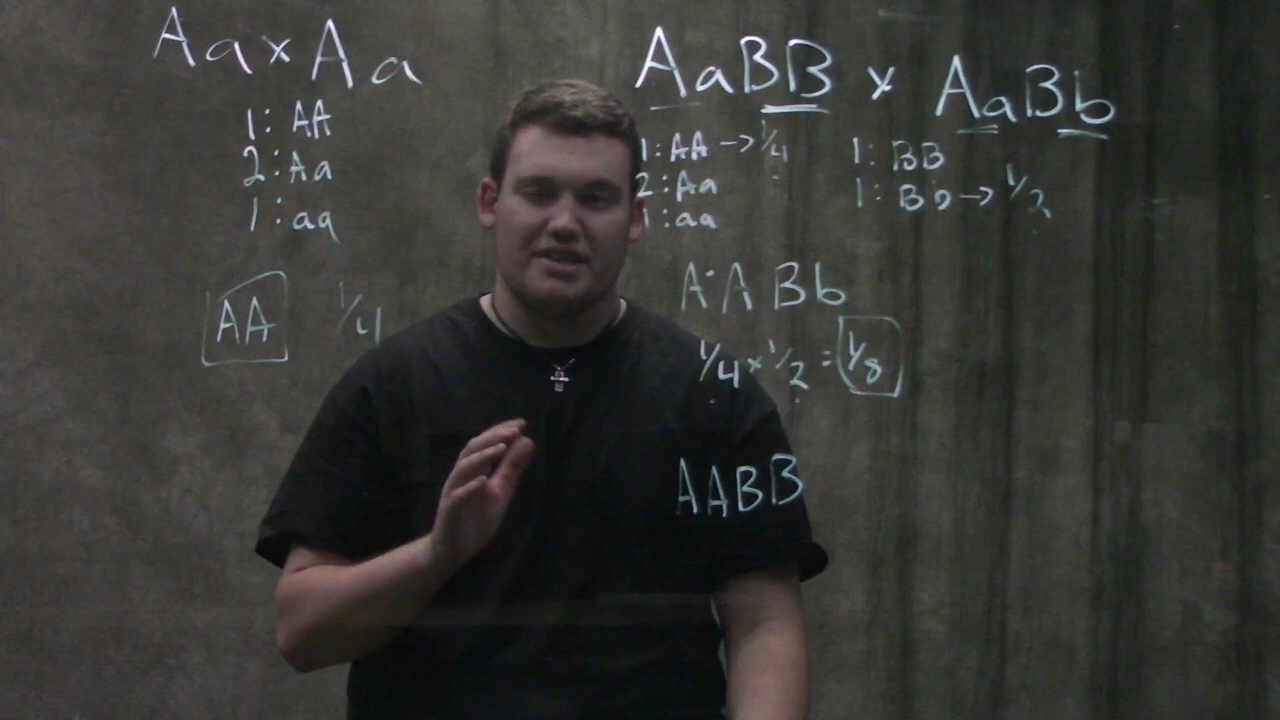 Aa x Aa
1: AA
2: Aa
1: aa
AA 1/4
AaBB x AaBb
1: AA -> 1/4
2: Aa
1: aa
1: BB
1: Bb -> 1/2
AABb
1/4 x 1/2 = 1/8
AABB